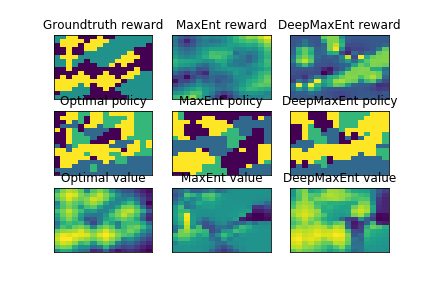 Groundtruth reward
MaxEnt reward
DeepMaxEnt reward
Optimal policy
MaxEnt policy
DeepMaxEnt policy
Optimal value
MaxEnt value
DeepMaxEnt value